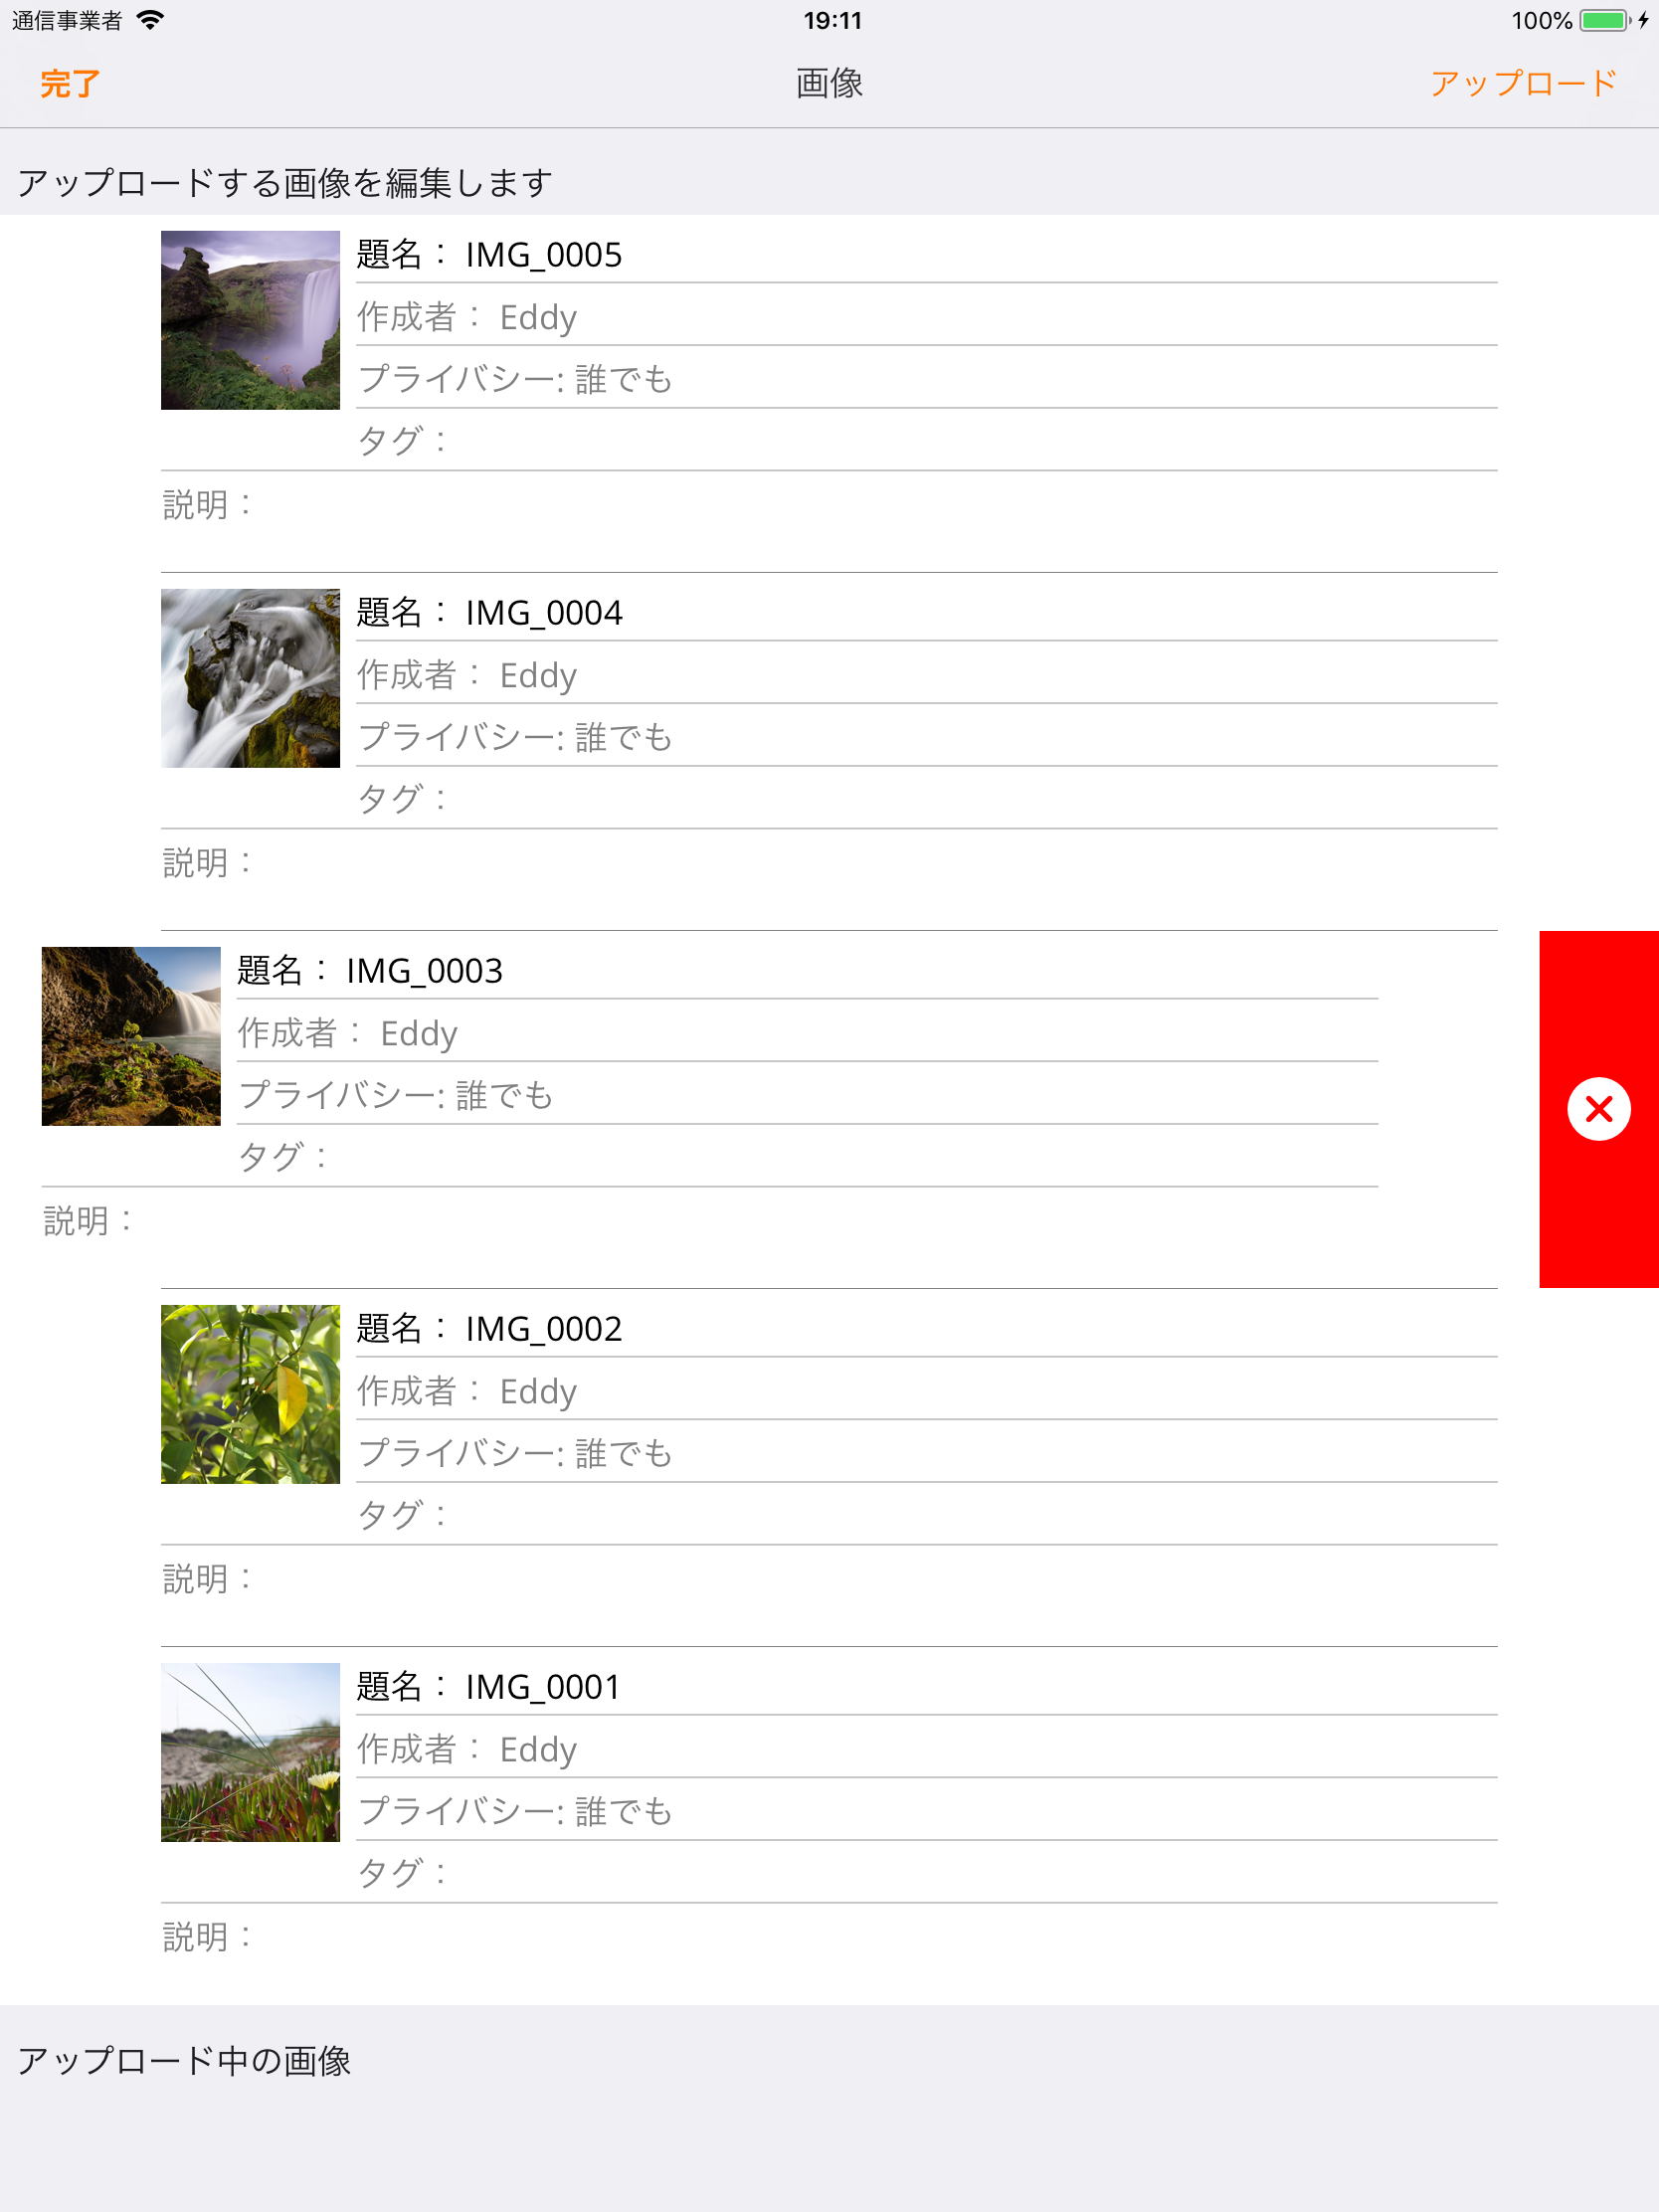 通信事業者 19:11 100%
完了 画像 アップロード
アップロードする画像を編集します
題名： IMG_0005
作成者： Eddy
プライバシー: 誰でも
タグ：
説明：
題名： IMG_0004
作成者： Eddy
プライバシー: 誰でも
タグ：
説明：
題名： IMG_0003
作成者： Eddy
プライバシー: 誰でも
タグ：
説明：
題名： IMG_0002
作成者： Eddy
プライバシー: 誰でも
タグ：
説明：
題名： IMG_0001
作成者： Eddy
プライバシー: 誰でも
タグ：
説明：
アップロード中の画像